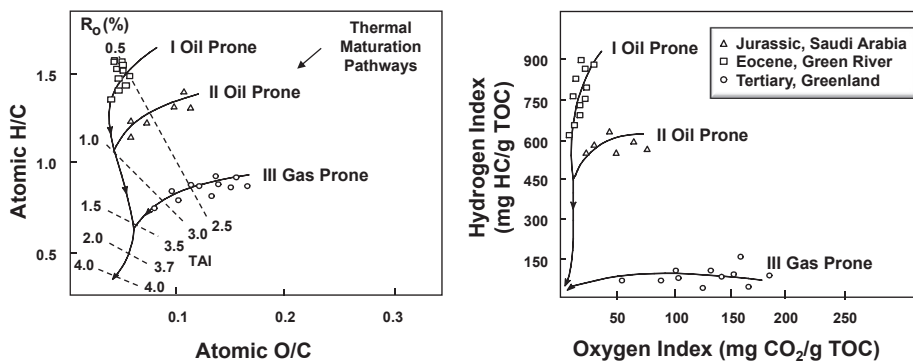 R₀ (%)
0.5
I Oil Prone
Thermal
Maturation
Pathways
1.5
II Oil Prone
1.0
1.0
III Gas Prone
1.5
3.0
2.5
3.5
0.5
2.0
TAI
3.7
4.0
4.0
0.1
0.2
0.3
Atomic H/C
Atomic O/C
I Oil Prone
△ Jurassic, Saudi Arabia
□ Eocene, Green River
○ Tertiary, Greenland
900
750
600
450
300
150
II Oil Prone
III Gas Prone
50
100
150
200
250
Hydrogen Index
(mg HC/g TOC)
Oxygen Index (mg CO₂/g TOC)